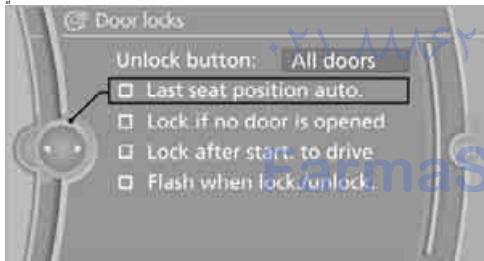 Door locks
Unlock button: All doors
Last seat position auto.
Lock if no door is opened
Lock after start. to drive
Flash when lock./unlock.
FarmaS